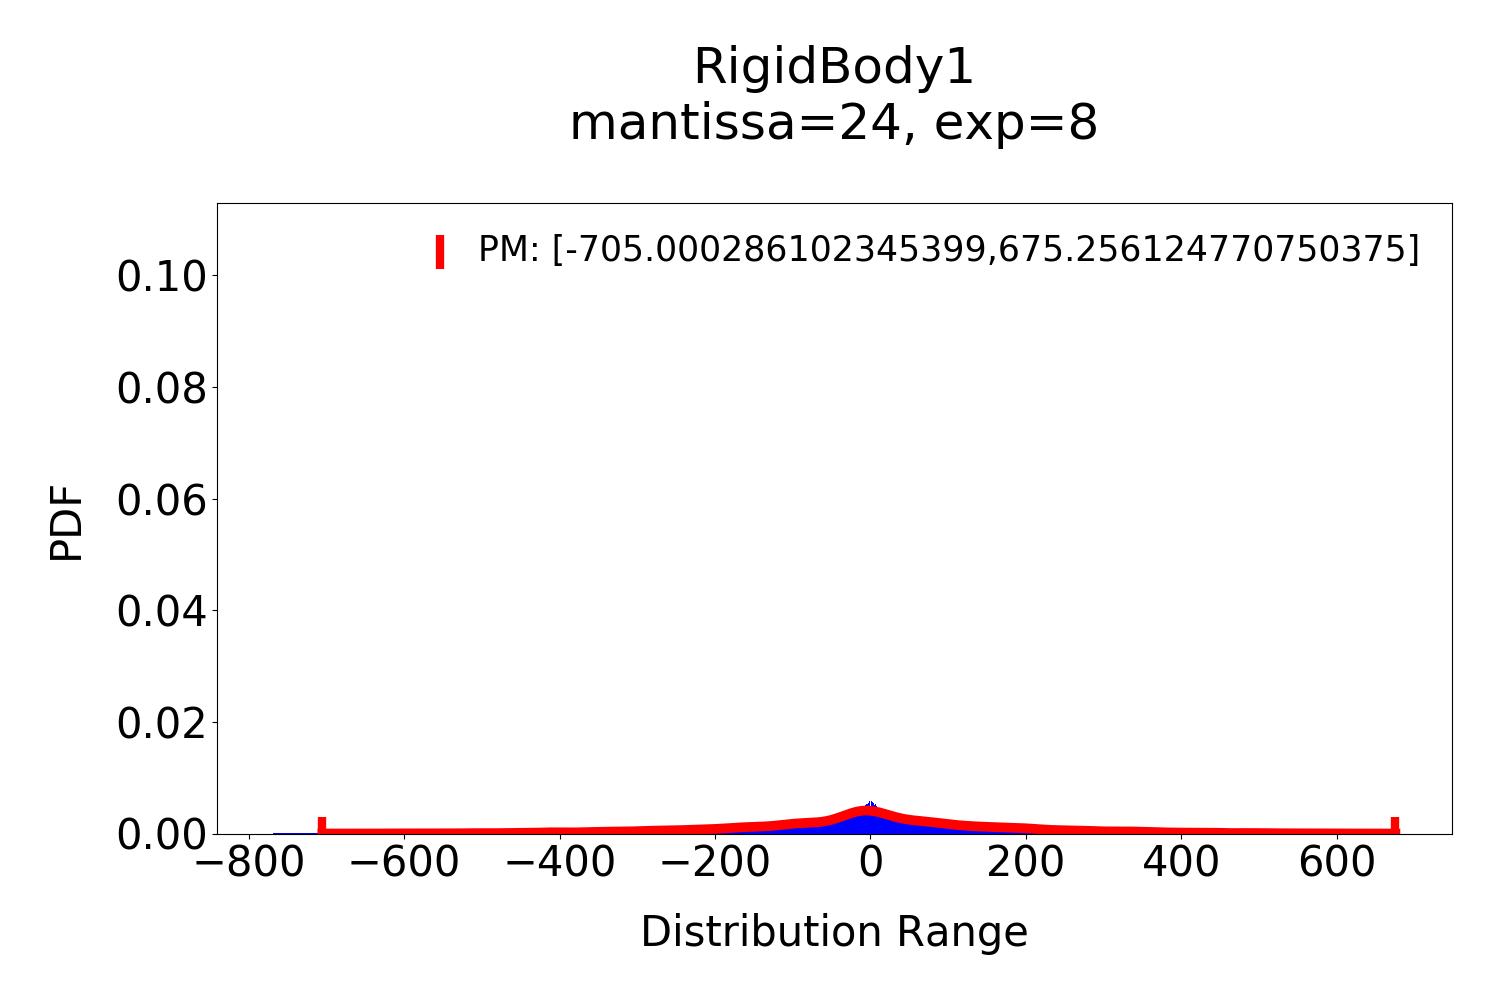 RigidBody1
mantissa=24, exp=8
PM: [-705.000286102345399,675.256124770750375]
0.10
0.08
0.06
0.04
0.02
0.00
PDF
−800 −600 −400 −200 0 200 400 600
Distribution Range